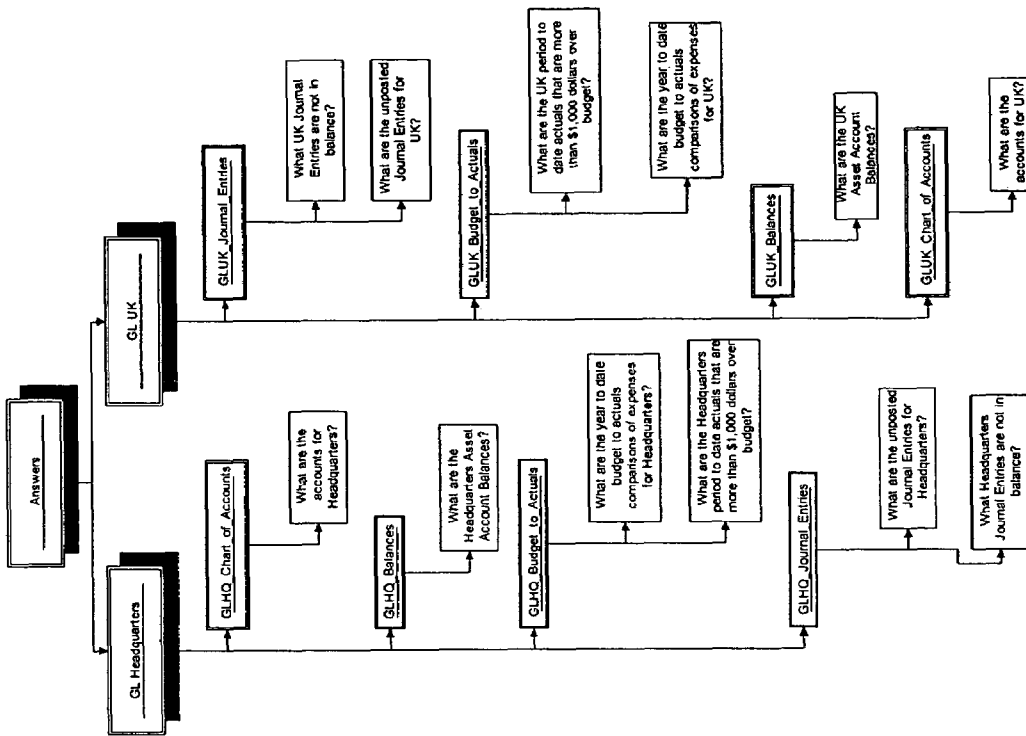 Answers
GL Headquarters
GLHQ_Chart_of_Accounts
What are the
accounts for
Headquarters?
GLHQ_Balances
What are the
Headquarters Asset
Account Balances?
GLHQ_Budget_to_Actuals
What are the year to date
budget to actuals
comparisons of expenses
for Headquarters?
What are the Headquarters
period to date actuals that are
more than $1,000 dollars over
budget?
GLHQ_Journal_Entries
What are the unposted
Journal Entries for
Headquarters?
What Headquarters
Journal Entries are not in
balance?
GL UK
GLUK_Journal_Entries
What UK Journal
Entries are not in
balance?
What are the unposted
Journal Entries for
UK?
GLUK_Budget_to_Actuals
What are the UK period to
date actuals that are more
than $1,000 dollars over
budget?
What are the year to date
budget to actuals
comparisons of expenses
for UK?
GLUK_Balances
What are the UK
Asset Account
Balances?
GLUK_Chart_of_Accounts
What are the
accounts for UK?